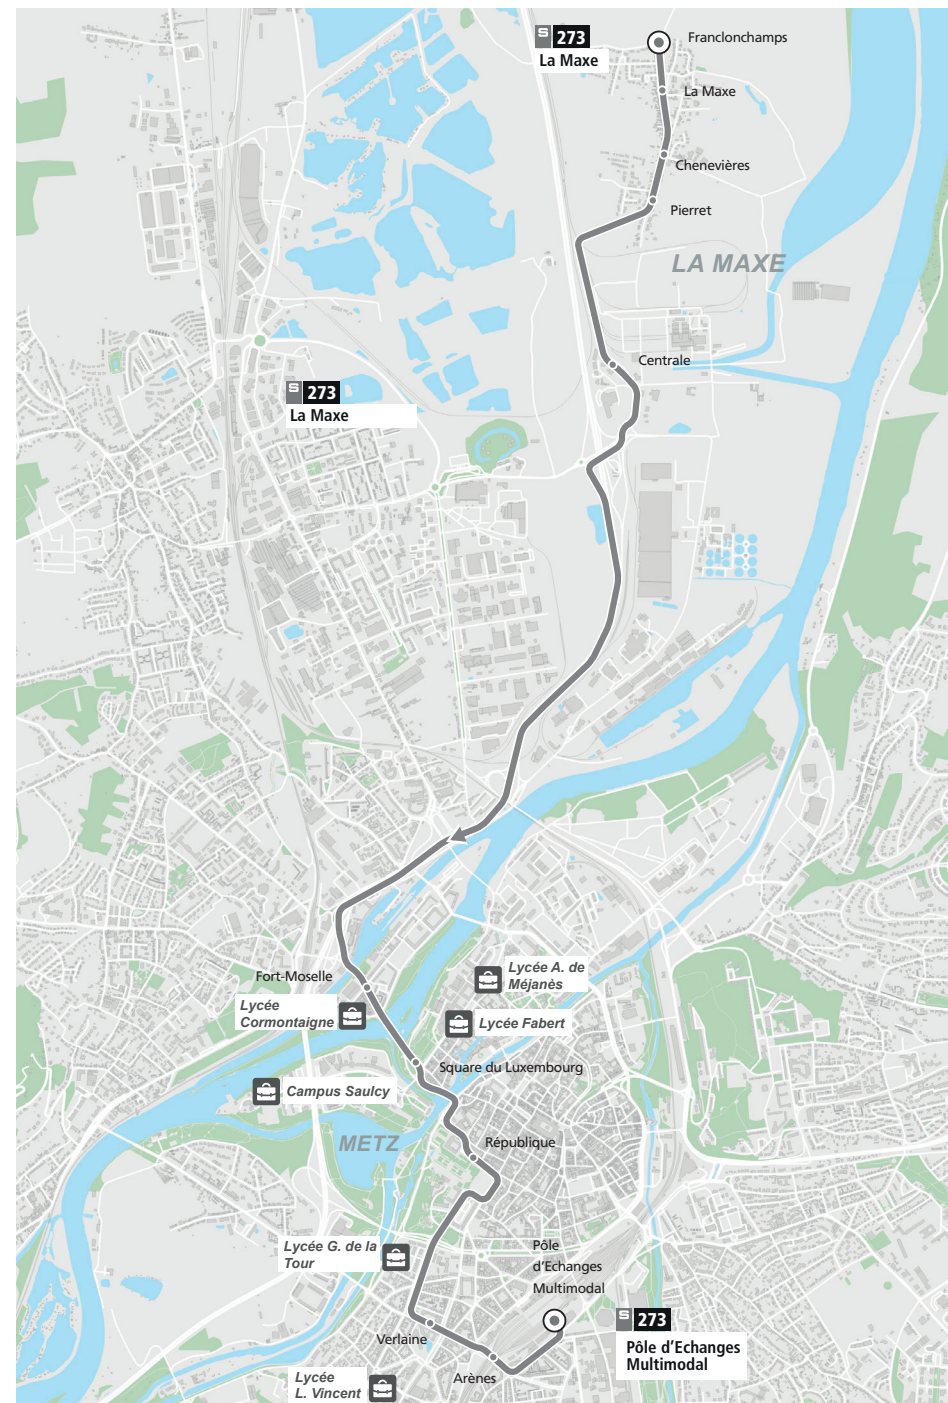 S 273
La Maxe
Franclonchamps
La Maxe
Chenevières
Pierret
LA MAXE
Centrale
S 273
La Maxe
Fort-Moselle
Lycée A. de
Méjanès
Lycée
Cormontaigne
Lycée Fabert
Square du Luxembourg
Campus Saulcy
METZ
République
Lycée G. de la
Tour
Pôle
d'Echanges
Multimodal
S 273
Pôle d'Echanges
Multimodal
Verlaine
Arènes
Lycée
L. Vincent